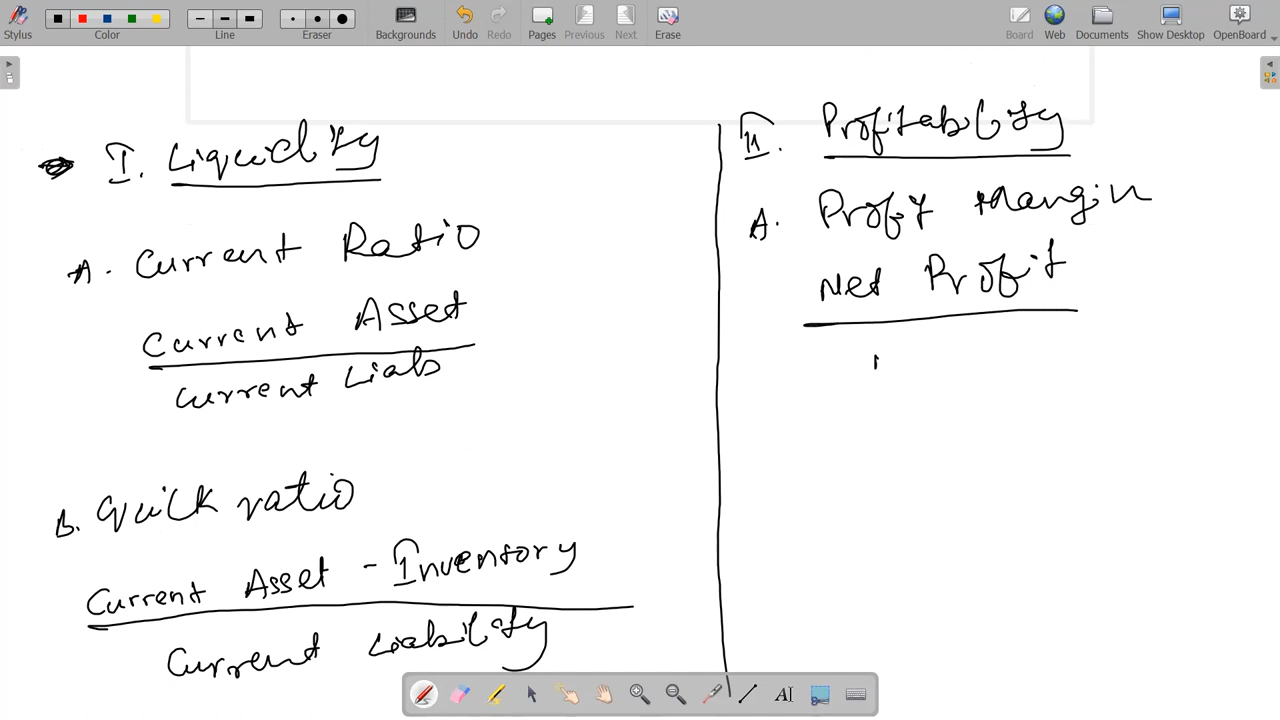 Stylus
Color
Line
Eraser
Backgrounds
Undo
Redo
Pages
Previous
Next
Erase
Board
Web
Documents
Show Desktop
OpenBoard
I. Liquidity
A. Current Ratio
Current Asset
Current Liab
B. Quick ratio
Current Asset - Inventory
Current Liability
II. Profitability
A. Profit Margin
Net Profit